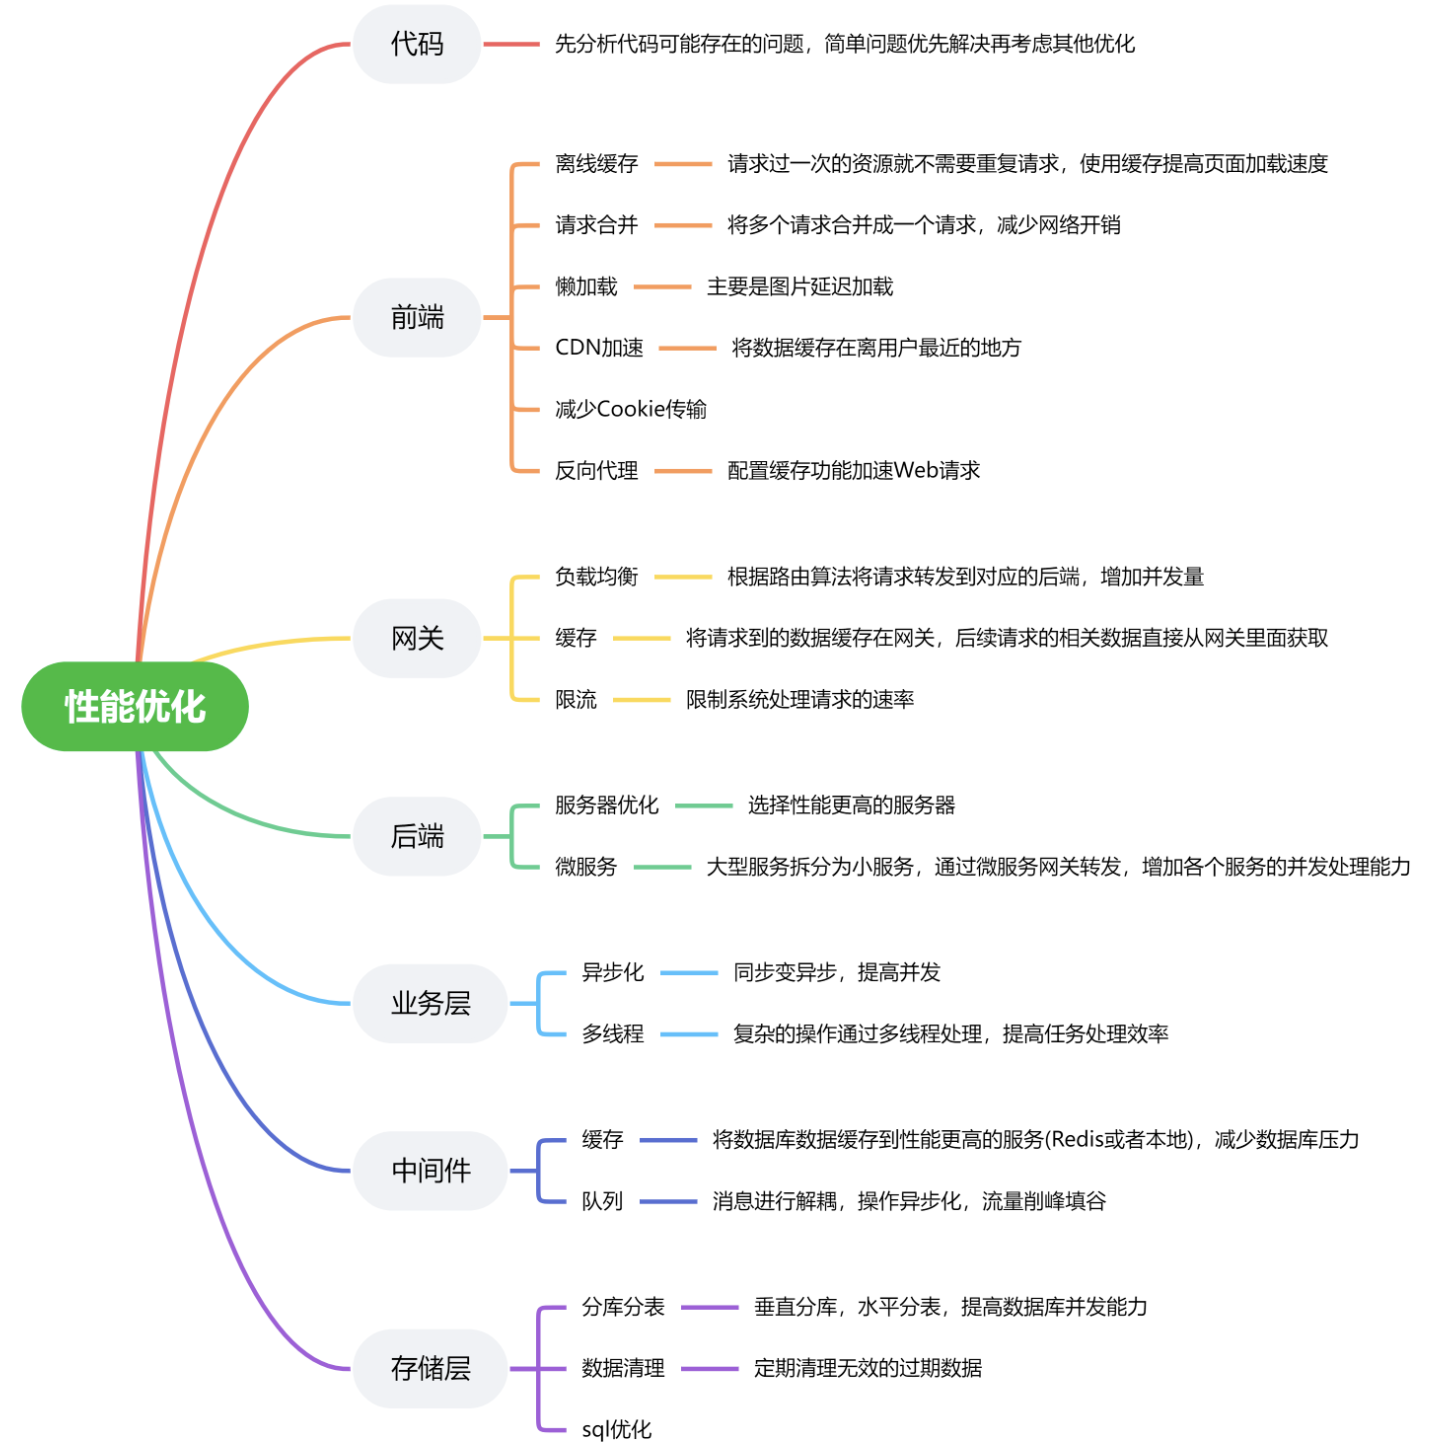 性能优化
代码
先分析代码可能存在的问题，简单问题优先解决再考虑其他优化
前端
离线缓存
请求过一次的资源就不需要重复请求，使用缓存提高页面加载速度
请求合并
将多个请求合并成一个请求，减少网络开销
懒加载
主要是图片延迟加载
CDN加速
将数据缓存在离用户最近的地方
减少Cookie传输
反向代理
配置缓存功能加速Web请求
网关
负载均衡
根据路由算法将请求转发到对应的后端，增加并发量
缓存
将请求到的数据缓存在网关，后续请求的相关数据直接从网关里面获取
限流
限制系统处理请求的速率
后端
服务器优化
选择性能更高的服务器
微服务
大型服务拆分为小服务，通过微服务网关转发，增加各个服务的并发处理能力
业务层
异步化
同步变异步，提高并发
多线程
复杂的操作通过多线程处理，提高任务处理效率
中间件
缓存
将数据库数据缓存到性能更高的服务(Redis或者本地)，减少数据库压力
队列
消息进行解耦，操作异步化，流量削峰填谷
存储层
分库分表
垂直分库，水平分表，提高数据库并发能力
数据清理
定期清理无效的过期数据
sql优化